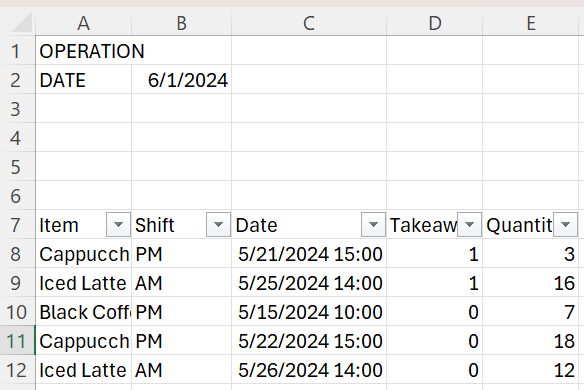 A B C D E
1 OPERATION
2 DATE 6/1/2024
3
4
5
6
7 Item Shift Date Takeaw Quantit
8 Cappucch PM 5/21/2024 15:00 1 3
9 Iced Latte AM 5/25/2024 14:00 1 16
10 Black Coff PM 5/15/2024 10:00 0 7
11 Cappucch PM 5/22/2024 15:00 0 18
12 Iced Latte AM 5/26/2024 14:00 0 12